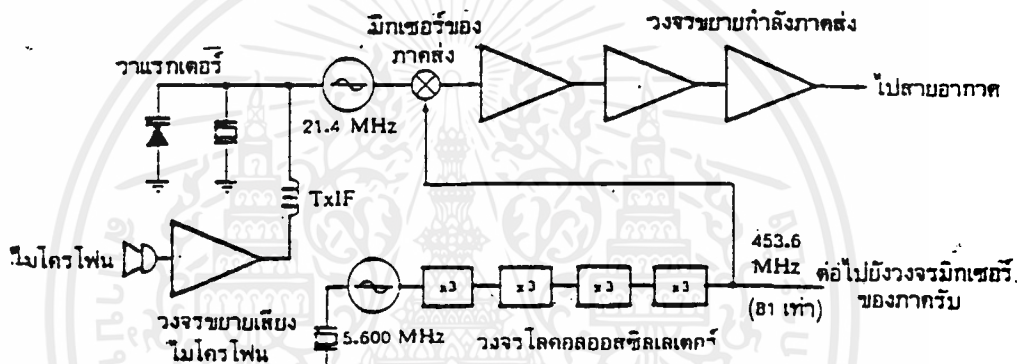 มิกเซอร์ของ
ภาคส่ง
วงจรขยายกำลังภาคส่ง
วาแรกเตอร์
21.4 MHz
ไปสายอากาศ
TxIF
ไมโครโฟน
วงจรขยายเสียง
ไมโครโฟน
5.600 MHz
x3
x3
x3
x3
453.6
MHz
(81 เท่า)
ต่อไปยังวงจรมิกเซอร์
ของภาครับ
วงจรโลคอลออสซิลเลเตอร์